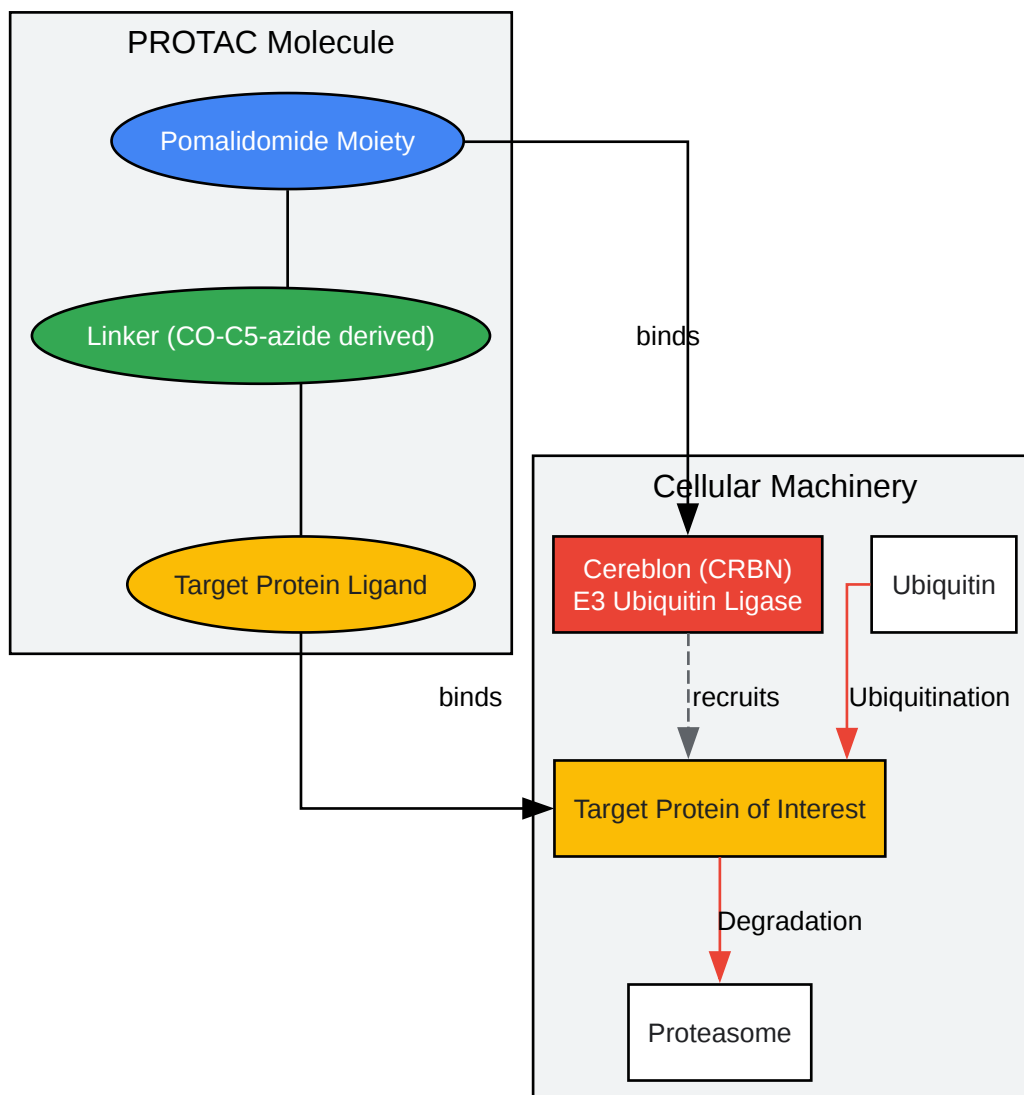 PROTAC Molecule
Pomalidomide Moiety
Linker (CO-C5-azide derived)
binds
Cellular Machinery
Target Protein Ligand
Cereblon (CRBN)
E3 Ubiquitin Ligase
Ubiquitin
binds
recruits
Ubiquitination
Target Protein of Interest
Degradation
Proteasome